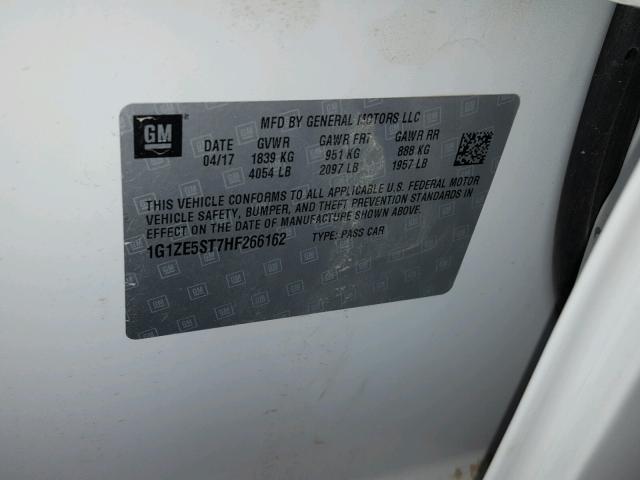 GM
MFD BY GENERAL MOTORS LLC
DATE GVWR GAWR FRT GAWR RR
04/17 1839 KG 951 KG 888 KG
4054 LB 2097 LB 1957 LB
THIS VEHICLE CONFORMS TO ALL APPLICABLE U.S. FEDERAL MOTOR
VEHICLE SAFETY, BUMPER, AND THEFT PREVENTION STANDARDS IN
EFFECT ON THE DATE OF MANUFACTURE SHOWN ABOVE.
1G1ZE5ST7HF266162 TYPE: PASS CAR